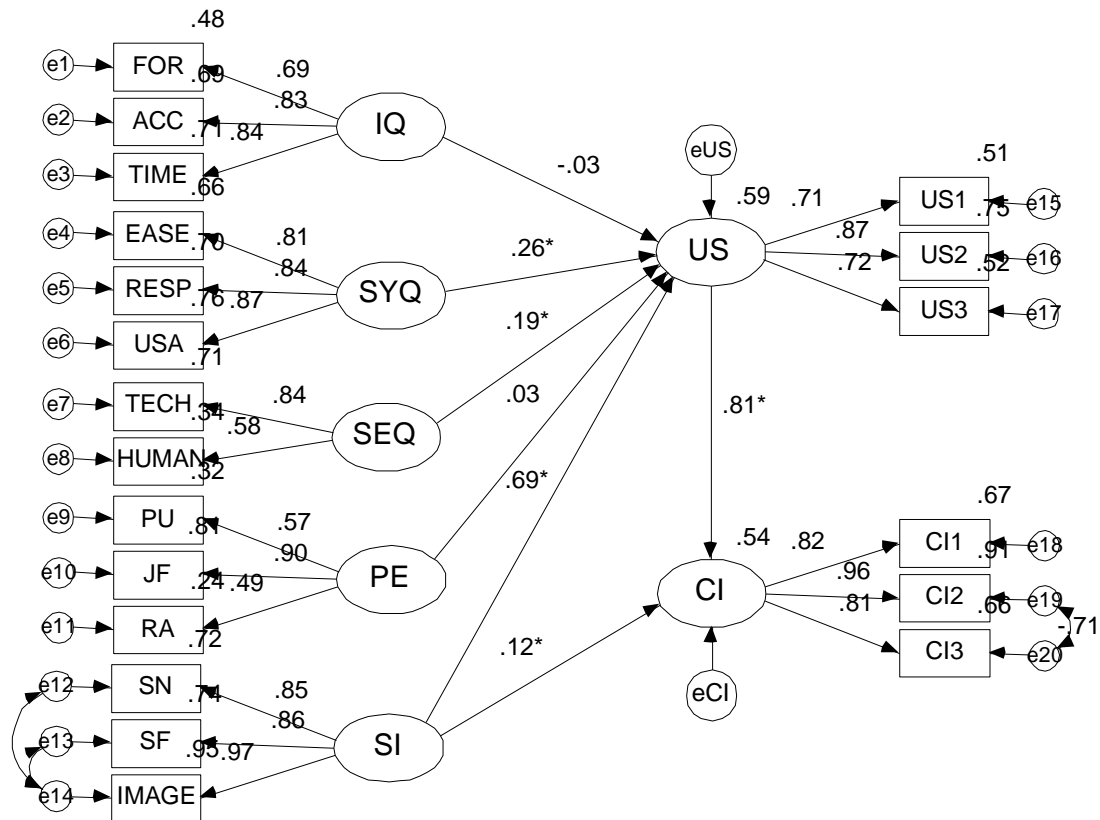 .48
e1 FOR .69
.69
e2 ACC .83 IQ
.71 .84
e3 TIME
.66
e4 EASE .81
.70
e5 RESP .84 SYQ
.76 .87
e6 USA
.71
e7 TECH .84
.34 .58 SEQ
e8 HUMAN
.32
e9 PU .57
.81
e10 JF .90 PE
.24 .49
e11 RA
.72
e12 SN .85
.74
e13 SF .86 SI
.95 .97
e14 IMAGE
-.03
.26*
.19*
.03
.69*
.12*
eUS
.59
US
.81*
.54
CI
eCI
.51
.71 US1 e15
.75
.87 US2 e16
.52
.72 US3 e17
.67
.82 CI1 e18
.91
.96 CI2 e19
.66 -.71
.81 CI3 e20